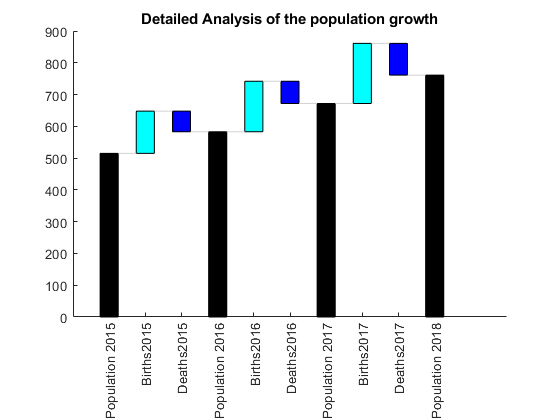 Detailed Analysis of the population growth
900
800
700
600
500
400
300
200
100
0
Population 2015
Births2015
Deaths2015
Population 2016
Births2016
Deaths2016
Population 2017
Births2017
Deaths2017
Population 2018